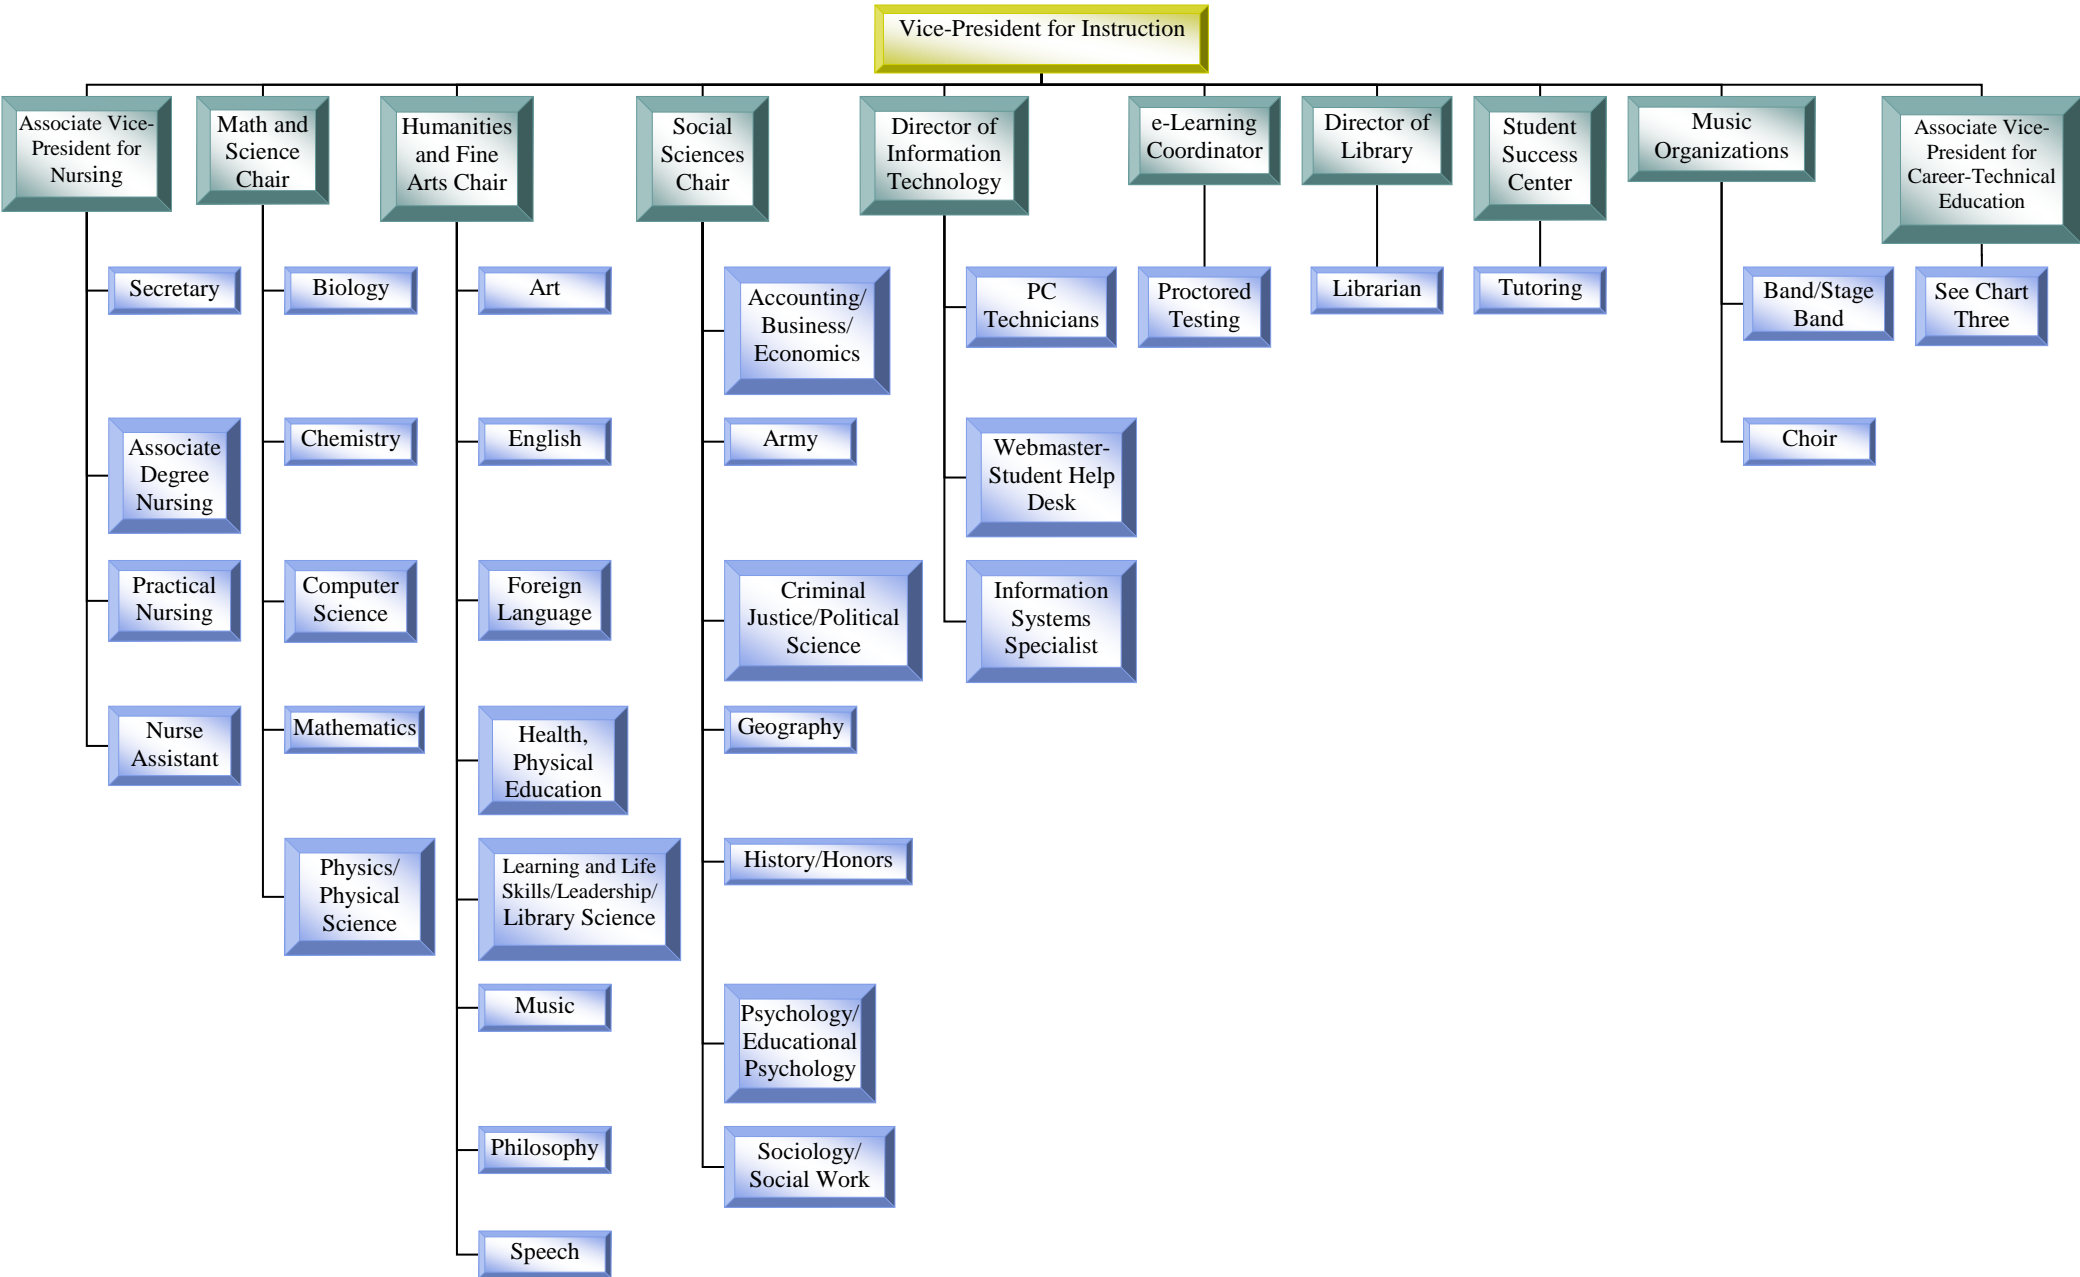 Vice-President for Instruction
Associate Vice-
President for
Nursing
Math and
Science
Chair
Humanities
and Fine
Arts Chair
Social
Sciences
Chair
Director of
Information
Technology
e-Learning
Coordinator
Director of
Library
Student
Success
Center
Music
Organizations
Associate Vice-
President for
Career-Technical
Education
Secretary
Associate
Degree
Nursing
Practical
Nursing
Nurse
Assistant
Biology
Chemistry
Computer
Science
Mathematics
Physics/
Physical
Science
Art
English
Foreign
Language
Health,
Physical
Education
Learning and Life
Skills/Leadership/
Library Science
Music
Philosophy
Speech
Accounting/
Business/
Economics
Army
Criminal
Justice/Political
Science
Geography
History/Honors
Psychology/
Educational
Psychology
Sociology/
Social Work
PC
Technicians
Webmaster-
Student Help
Desk
Information
Systems
Specialist
Proctored
Testing
Librarian
Tutoring
Band/Stage
Band
Choir
See Chart
Three